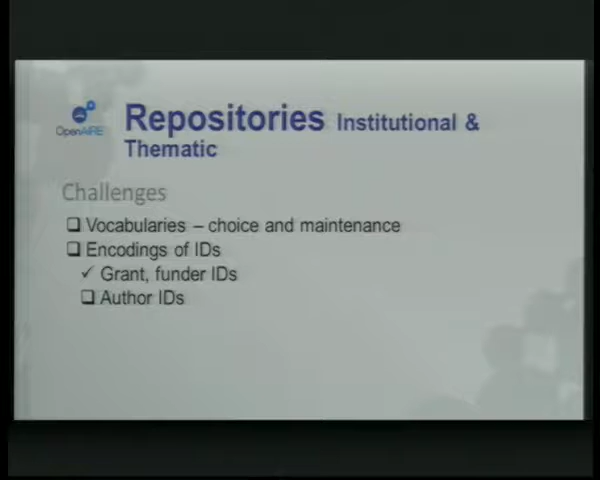 OpenAIRE
Repositories Institutional &
Thematic
Challenges
❑ Vocabularies – choice and maintenance
❑ Encodings of IDs
✓ Grant, funder IDs
❑ Author IDs